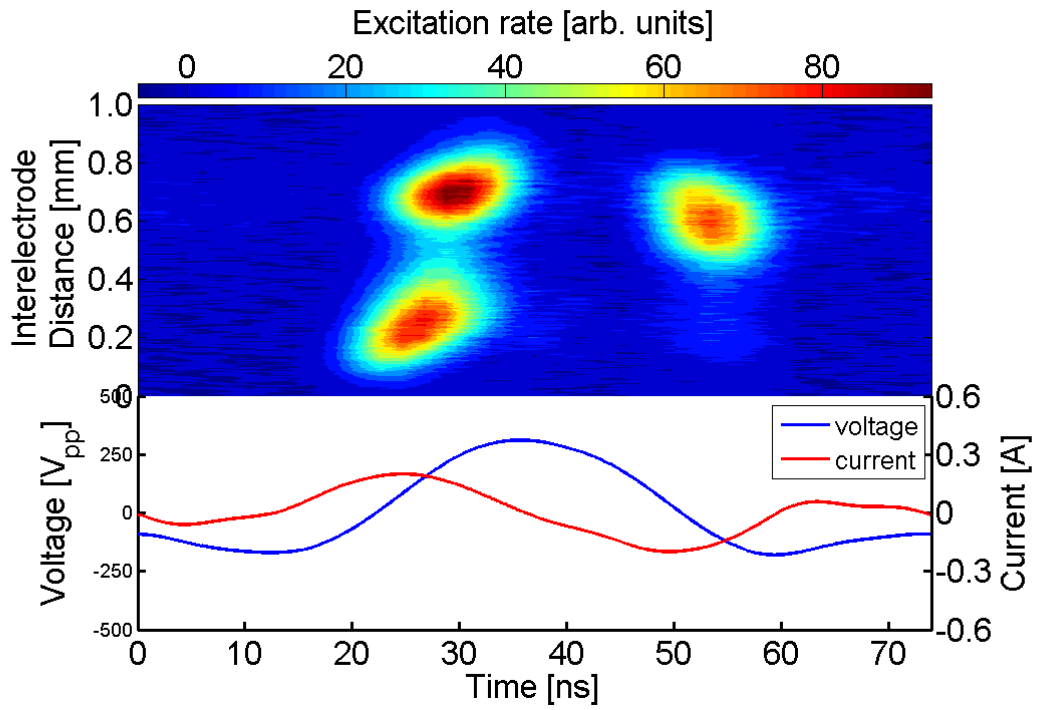 Excitation rate [arb. units]
0 20 40 60 80
Interelectrode
Distance [mm]
1.0
0.8
0.6
0.4
0.2
0
Voltage [Vpp]
500
250
0
-250
-500
voltage
current
0.6
0.3
0
-0.3
-0.6
Current [A]
0 10 20 30 40 50 60 70
Time [ns]